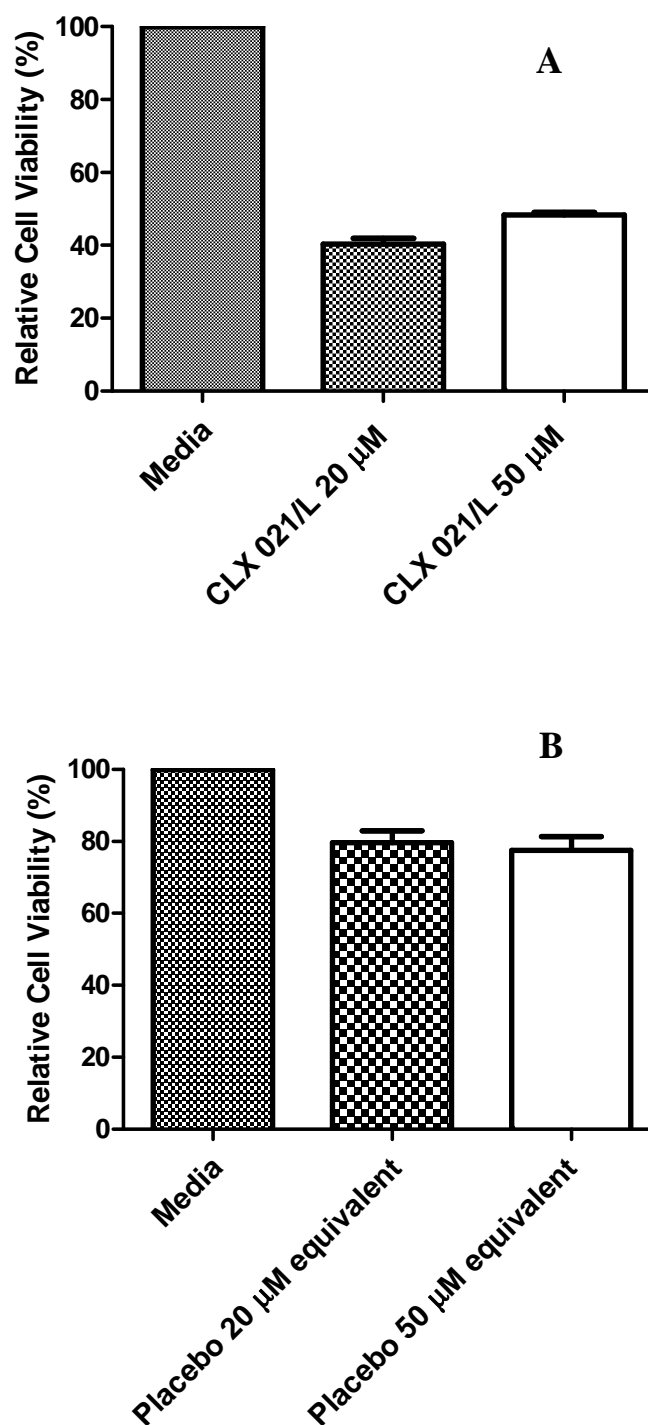 A
Relative Cell Viability (%)
100
80
60
40
20
0
Media
CLX 021/L 20 μM
CLX 021/L 50 μM
B
Relative Cell Viability (%)
100
80
60
40
20
0
Media
Placebo 20 μM equivalent
Placebo 50 μM equivalent